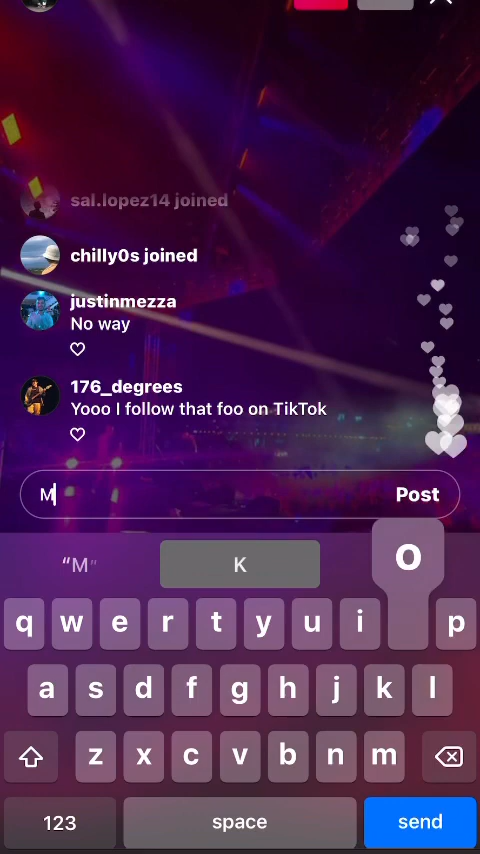 sal.lopez14 joined
chilly0s joined
justinmezza
No way
176_degrees
Yooo I follow that foo on TikTok
M Post
“M” K
o
q w e r t y u i p
a s d f g h j k l
z x c v b n m
123 space send